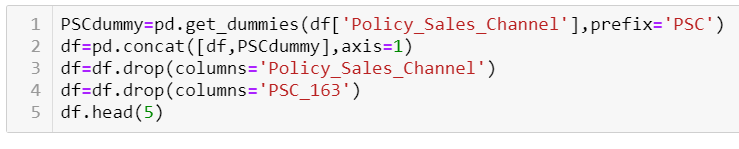 1 PSCdummy=pd.get_dummies(df['Policy_Sales_Channel'],prefix='PSC')
2 df=pd.concat([df,PSCdummy],axis=1)
3 df=df.drop(columns='Policy_Sales_Channel')
4 df=df.drop(columns='PSC_163')
5 df.head(5)